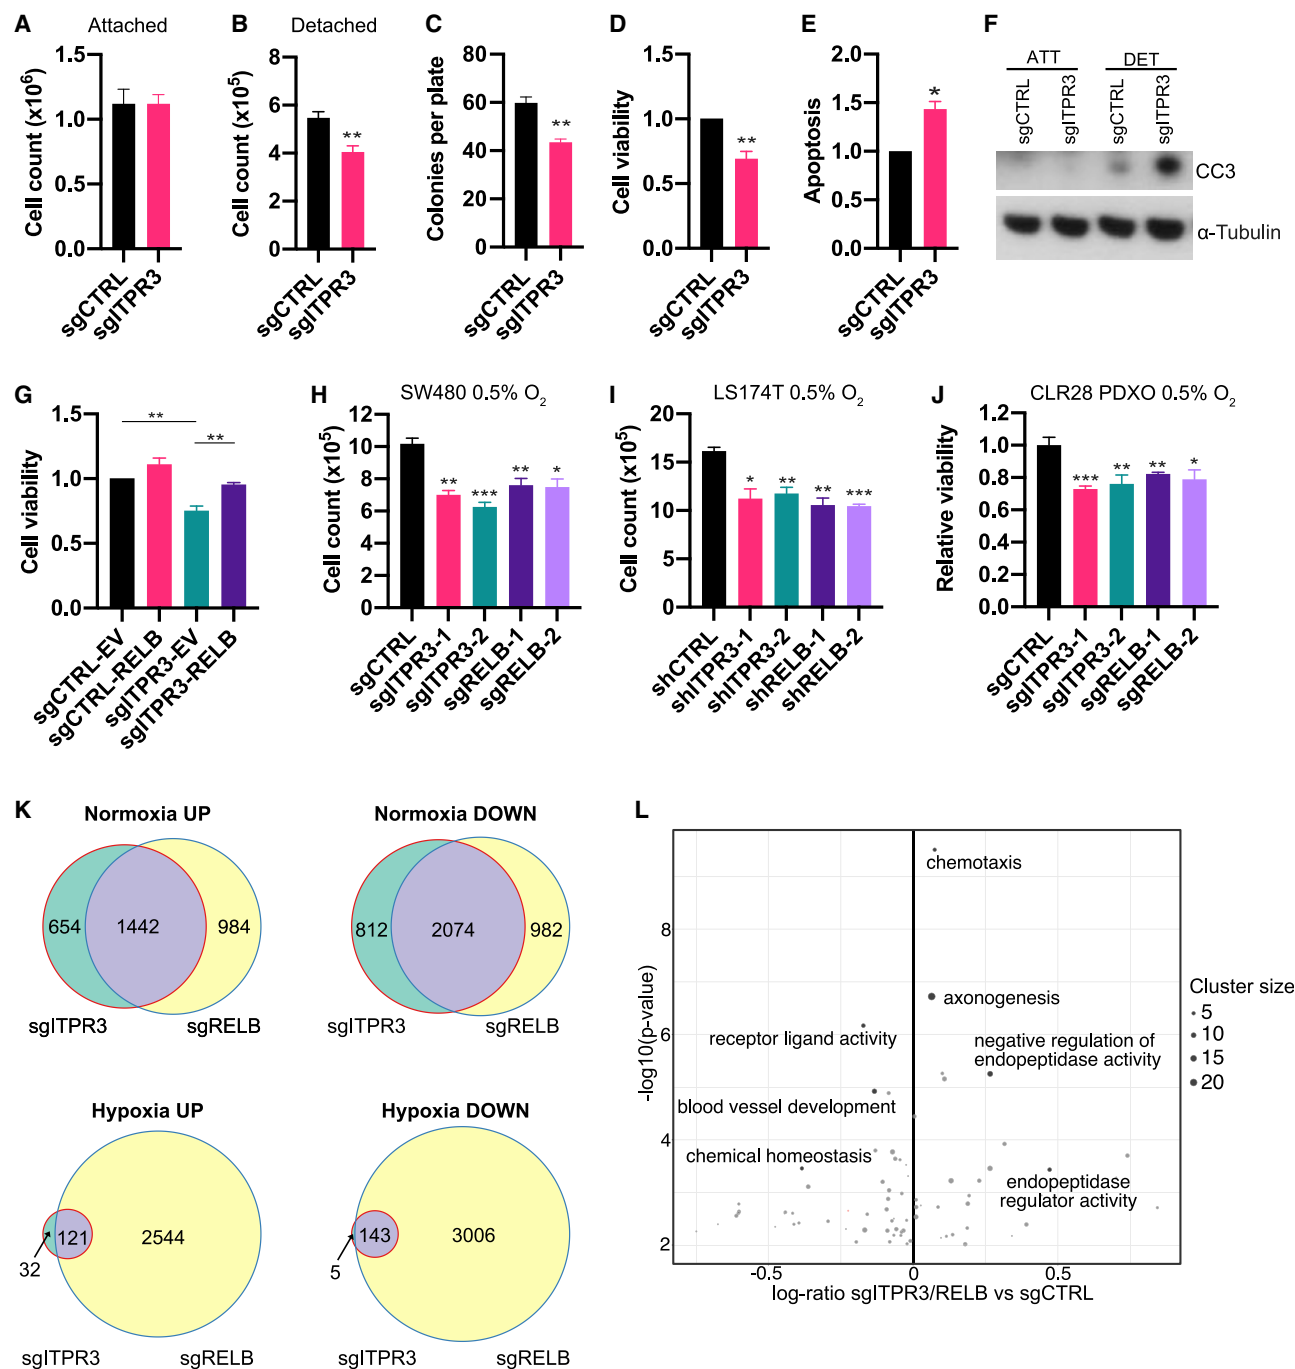 A
Attached
Cell count (x10⁶)
1.5
1.0
0.5
0.0
sgCTRL
sgITPR3
B
Detached
Cell count (x10⁵)
8
6
4
2
0
**
sgCTRL
sgITPR3
C
Colonies per plate
80
60
40
20
0
**
sgCTRL
sgITPR3
D
Cell viability
1.5
1.0
0.5
0.0
**
sgCTRL
sgITPR3
E
Apoptosis
2.0
1.5
1.0
0.5
0.0
*
sgCTRL
sgITPR3
F
ATT
DET
sgCTRL
sgITPR3
sgCTRL
sgITPR3
CC3
α-Tubulin
G
Cell viability
1.5
1.0
0.5
0.0
**
**
sgCTRL-EV
sgCTRL-RELB
sgITPR3-EV
sgITPR3-RELB
H
SW480 0.5% O₂
Cell count (x10⁵)
12
10
8
6
4
2
0
**
***
**
*
sgCTRL
sgITPR3-1
sgITPR3-2
sgRELB-1
sgRELB-2
I
LS174T 0.5% O₂
Cell count (x10⁵)
20
15
10
5
0
*
**
**
***
shCTRL
shITPR3-1
shITPR3-2
shRELB-1
shRELB-2
J
CLR28 PDXO 0.5% O₂
Relative viability
1.2
1.0
0.8
0.6
0.4
0.2
0.0
***
**
**
*
sgCTRL
sgITPR3-1
sgITPR3-2
sgRELB-1
sgRELB-2
K
Normoxia UP
654
1442
984
sgITPR3
sgRELB
Normoxia DOWN
812
2074
982
sgITPR3
sgRELB
Hypoxia UP
121
2544
32
sgITPR3
sgRELB
Hypoxia DOWN
143
3006
5
sgITPR3
sgRELB
L
-log10(p-value)
8
6
4
2
chemotaxis
axonogenesis
receptor ligand activity
negative regulation of
endopeptidase activity
blood vessel development
chemical homeostasis
endopeptidase
regulator activity
-0.5
0
0.5
log-ratio sgITPR3/RELB vs sgCTRL
Cluster size
5
10
15
20